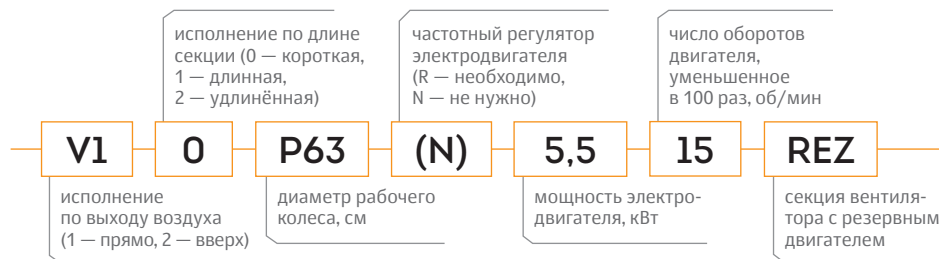 исполнение по длине
секции (0 — короткая,
1 — длинная,
2 — удлинённая)
частотный регулятор
электродвигателя
(R — необходимо,
N — не нужно)
число оборотов
двигателя,
уменьшенное
в 100 раз, об/мин
V1 0 P63 (N) 5,5 15 REZ
исполнение
по выходу воздуха
(1 — прямо, 2 — вверх)
диаметр рабочего
колеса, см
мощность электро-
двигателя, кВт
секция вентиля-
тора с резервным
двигателем